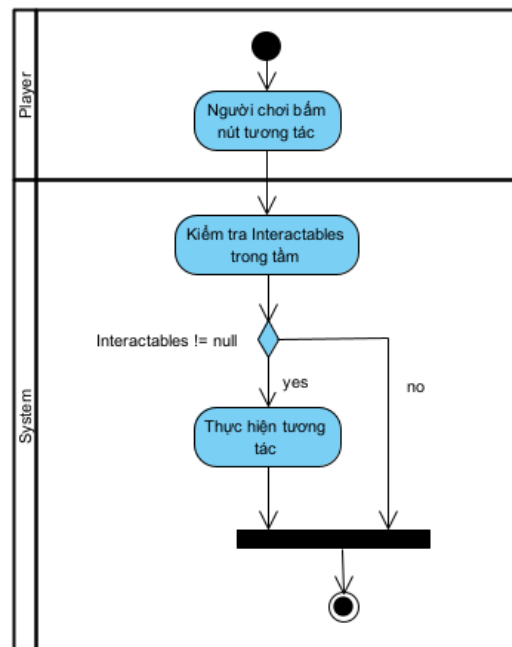 Player
Người chơi bấm
nút tương tác
System
Kiểm tra Interactables
trong tầm
Interactables != null
yes
no
Thực hiện tương
tác